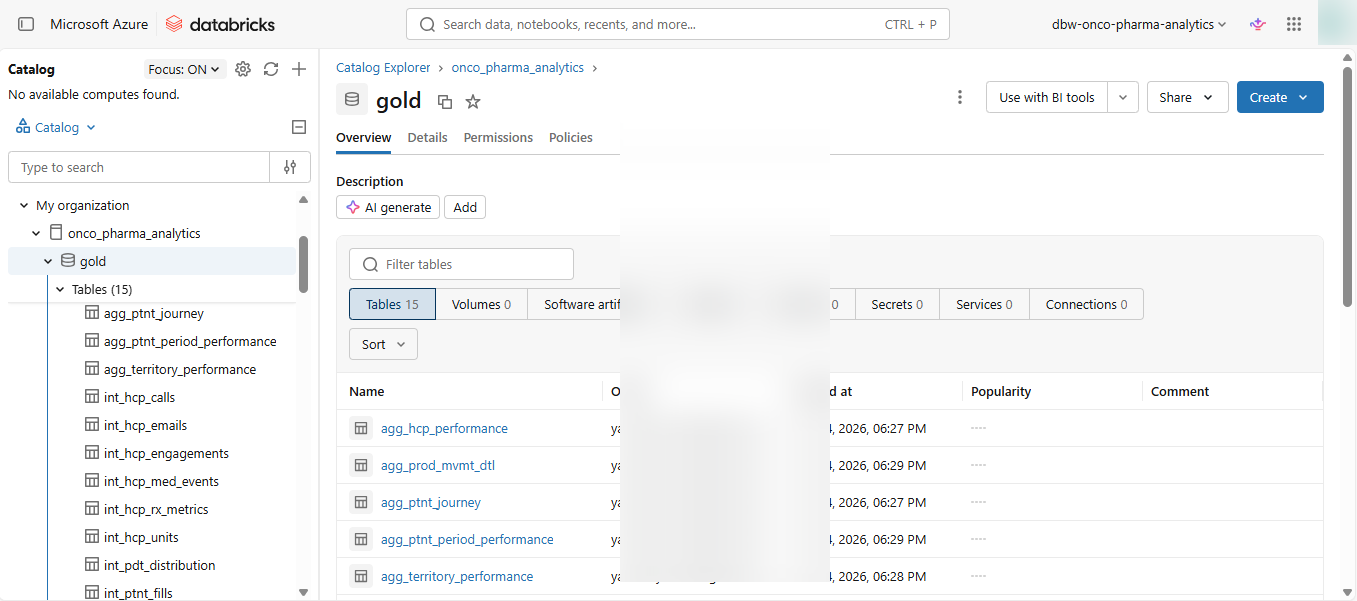 Microsoft Azure databricks Search data, notebooks, recents, and more... CTRL + P dbw-onco-pharma-analytics
Catalog Focus: ON
No available computes found.
Catalog
Type to search
My organization
onco_pharma_analytics
gold
Tables (15)
agg_ptnt_journey
agg_ptnt_period_performance
agg_territory_performance
int_hcp_calls
int_hcp_emails
int_hcp_engagements
int_hcp_med_events
int_hcp_rx_metrics
int_hcp_units
int_pdt_distribution
int_ptnt_fills
Catalog Explorer › onco_pharma_analytics ›
gold Use with BI tools Share Create
Overview Details Permissions Policies
Description
AI generate Add
Filter tables
Tables 15 Volumes 0 Software 0 Secrets 0 Services 0 Connections 0
Sort
Name at Popularity Comment
agg_hcp_performance , 2026, 06:27 PM ----
agg_prod_mvmt_dtl , 2026, 06:29 PM ----
agg_ptnt_journey , 2026, 06:27 PM ----
agg_ptnt_period_performance , 2026, 06:29 PM ----
agg_territory_performance , 2026, 06:28 PM ----